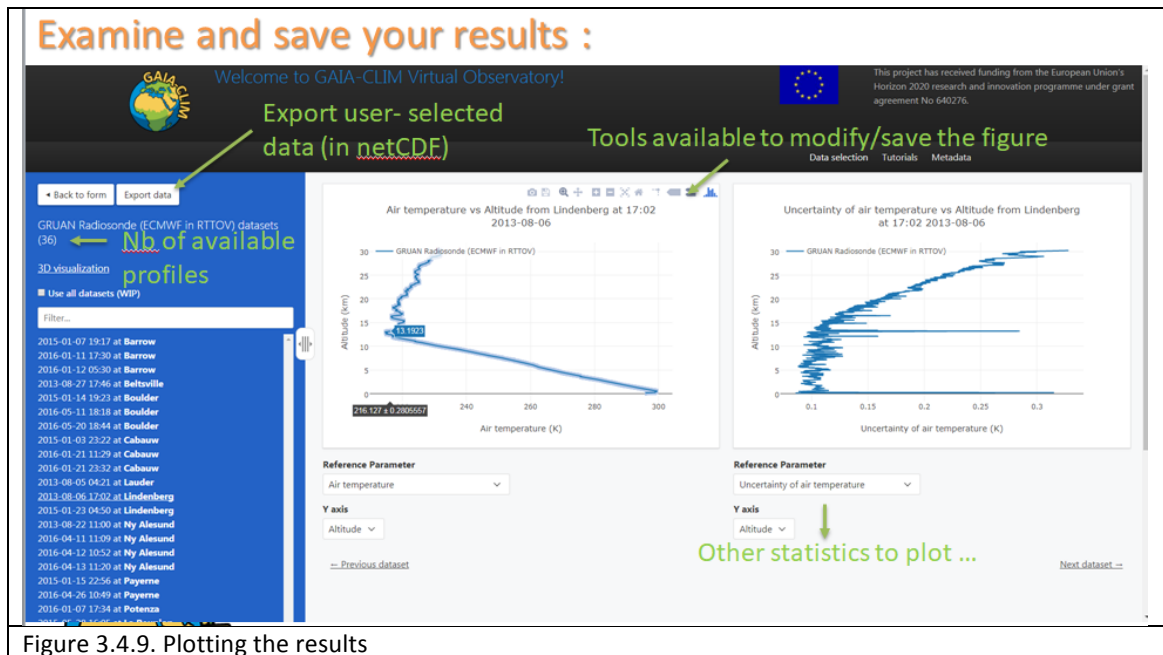 Examine and save your results :
GAIA-CLIM
Welcome to GAIA-CLIM Virtual Observatory!
This project has received funding from the European Union's
Horizon 2020 research and innovation programme under grant
agreement No 640276.
Export user- selected
data (in netCDF)
Tools available to modify/save the figure
Data selection Tutorials Metadata
Back to form
Export data
GRUAN Radiosonde (ECMWF in RTTOV) datasets
(36)
Nb of available
profiles
3D visualization
Use all datasets (WIP)
Filter...
2015-01-07 19:17 at Barrow
2016-01-11 17:30 at Barrow
2016-01-12 05:30 at Barrow
2013-08-27 17:46 at Beltsville
2015-01-14 19:23 at Boulder
2016-05-11 18:18 at Boulder
2016-05-20 18:44 at Boulder
2015-01-03 23:22 at Cabauw
2016-01-21 11:29 at Cabauw
2016-01-21 23:32 at Cabauw
2013-08-05 04:21 at Lauder
2013-08-06 17:02 at Lindenberg
2015-01-23 04:50 at Lindenberg
2013-08-22 11:00 at Ny Alesund
2016-04-11 11:09 at Ny Alesund
2016-04-12 10:52 at Ny Alesund
2016-04-13 11:20 at Ny Alesund
2015-01-15 22:56 at Payerne
2016-04-26 10:49 at Payerne
2016-01-07 17:34 at Potenza
Air temperature vs Altitude from Lindenberg at 17:02
2013-08-06
GRUAN Radiosonde (ECMWF in RTTOV)
30
25
20
15
10
5
0
Altitude (km)
13.1923
216.127 ± 0.2805557
240
260
280
300
Air temperature (K)
Uncertainty of air temperature vs Altitude from Lindenberg
at 17:02 2013-08-06
GRUAN Radiosonde (ECMWF in RTTOV)
30
25
20
15
10
5
0
Altitude (km)
0.1
0.15
0.2
0.25
0.3
Uncertainty of air temperature (K)
Reference Parameter
Air temperature
Y axis
Altitude
← Previous dataset
Reference Parameter
Uncertainty of air temperature
Y axis
Altitude
Other statistics to plot ...
Next dataset →
Figure 3.4.9. Plotting the results